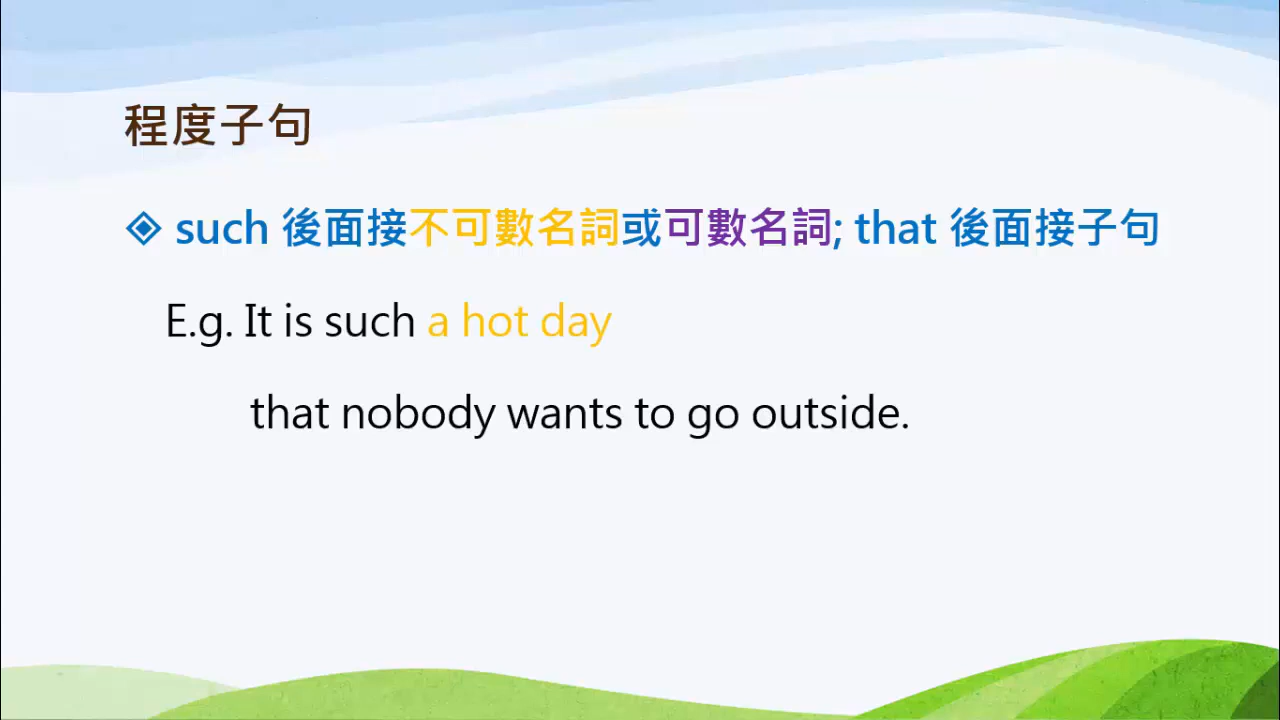 程度子句
such 後面接不可數名詞或可數名詞; that 後面接子句
E.g. It is such a hot day
that nobody wants to go outside.